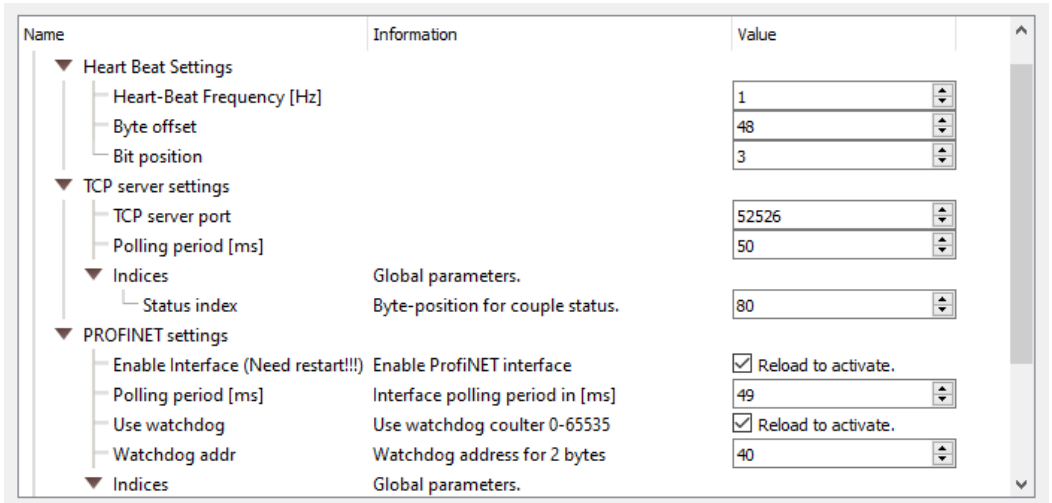 Name Information Value
Heart Beat Settings
Heart-Beat Frequency [Hz] 1
Byte offset 48
Bit position 3
TCP server settings
TCP server port 52526
Polling period [ms] 50
Indices Global parameters.
Status index Byte-position for couple status. 80
PROFINET settings
Enable Interface (Need restart!!!) Enable ProfiNET interface Reload to activate.
Polling period [ms] Interface polling period in [ms] 49
Use watchdog Use watchdog coulter 0-65535 Reload to activate.
Watchdog addr Watchdog address for 2 bytes 40
Indices Global parameters.